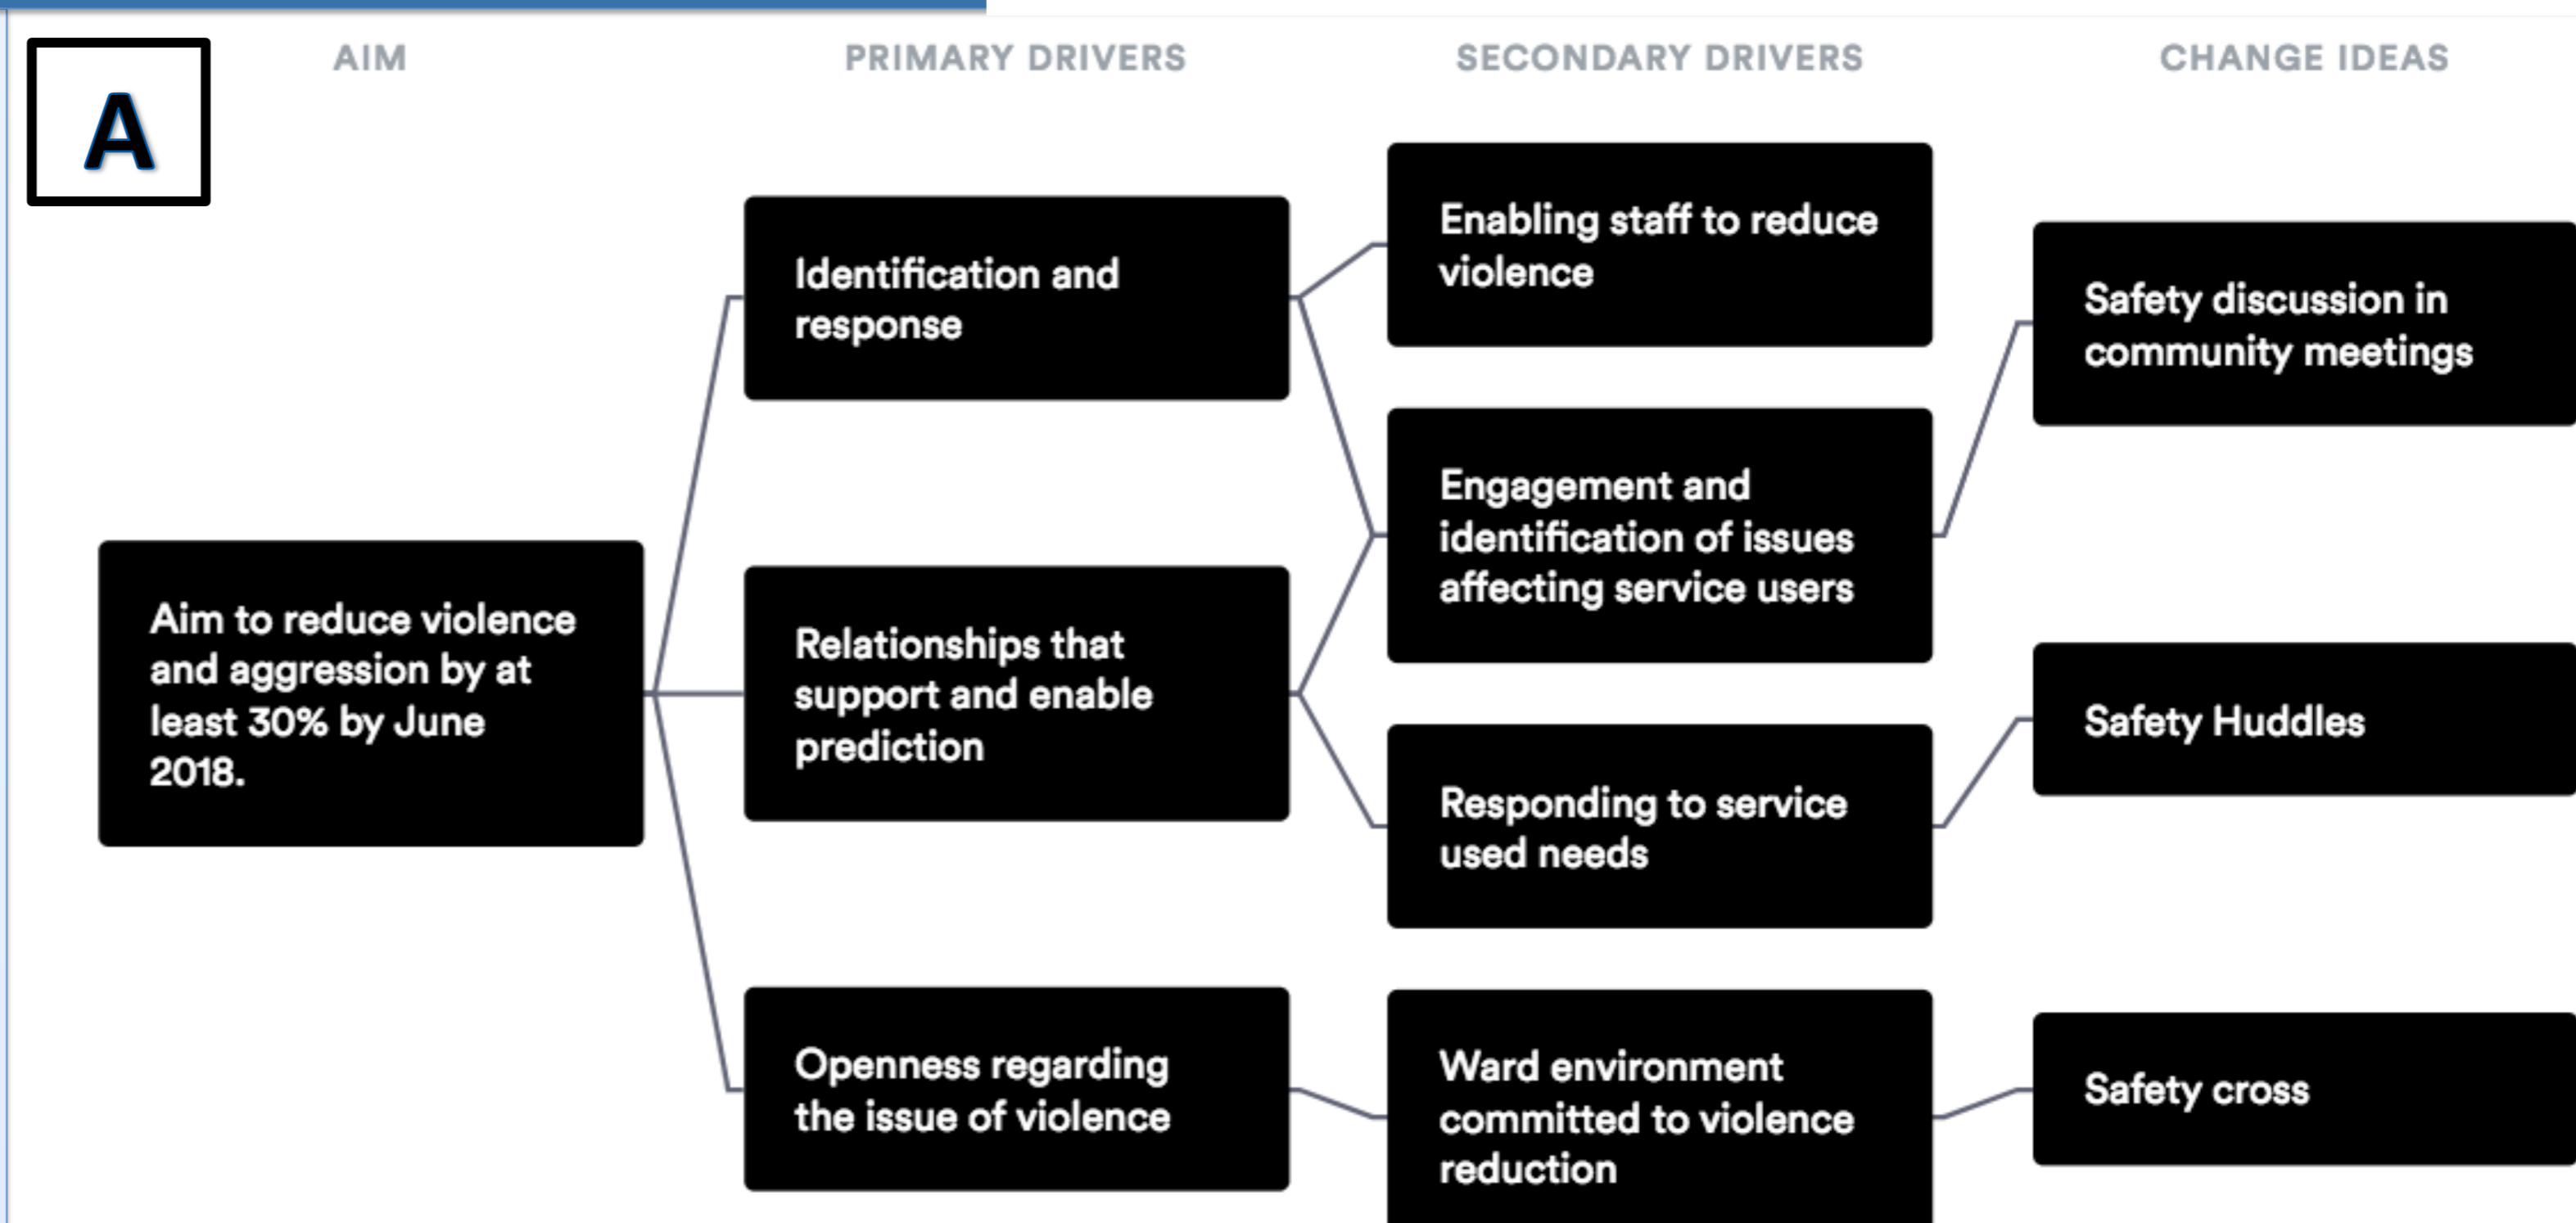 A
AIM
PRIMARY DRIVERS
SECONDARY DRIVERS
CHANGE IDEAS
Aim to reduce violence
and aggression by at
least 30% by June
2018.
Identification and
response
Relationships that
support and enable
prediction
Openness regarding
the issue of violence
Enabling staff to reduce
violence
Engagement and
identification of issues
affecting service users
Responding to service
used needs
Ward environment
committed to violence
reduction
Safety discussion in
community meetings
Safety Huddles
Safety cross